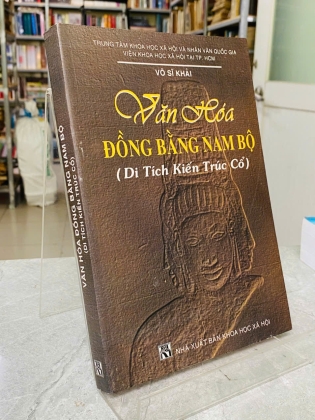 TRUNG TÂM KHOA HỌC XÃ HỘI VÀ NHÂN VĂN QUỐC GIA
VIỆN KHOA HỌC XÃ HỘI TẠI TP. HCM
VÕ SĨ KHẢI
Văn Hóa
ĐỒNG BẰNG NAM BỘ
(Di Tích Kiến Trúc Cổ)
NHÀ XUẤT BẢN KHOA HỌC XÃ HỘI
VĂN HÓA ĐỒNG BẰNG NAM BỘ
(DI TÍCH KIẾN TRÚC CỔ)